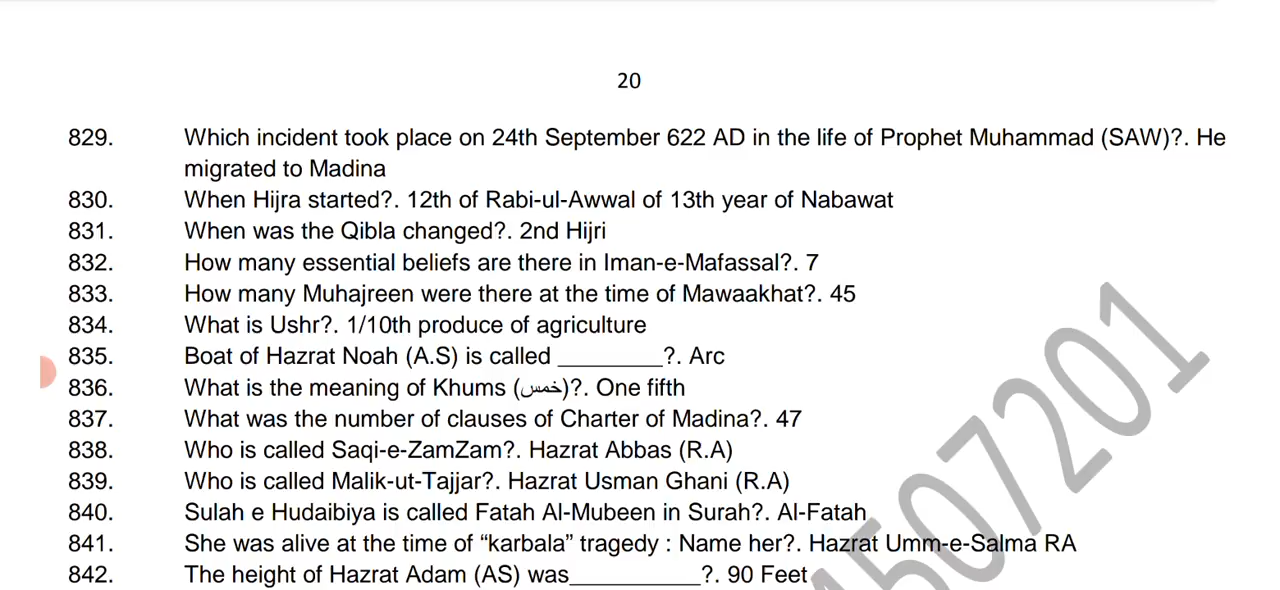 20
829. Which incident took place on 24th September 622 AD in the life of Prophet Muhammad (SAW)?. He
migrated to Madina
830. When Hijra started?. 12th of Rabi-ul-Awwal of 13th year of Nabawat
831. When was the Qibla changed?. 2nd Hijri
832. How many essential beliefs are there in Iman-e-Mafassal?. 7
833. How many Muhajreen were there at the time of Mawaakhat?. 45
834. What is Ushr?. 1/10th produce of agriculture
835. Boat of Hazrat Noah (A.S) is called _________?. Arc
836. What is the meaning of Khums (خمس)?. One fifth
837. What was the number of clauses of Charter of Madina?. 47
838. Who is called Saqi-e-ZamZam?. Hazrat Abbas (R.A)
839. Who is called Malik-ut-Tajjar?. Hazrat Usman Ghani (R.A)
840. Sulah e Hudaibiya is called Fatah Al-Mubeen in Surah?. Al-Fatah
841. She was alive at the time of “karbala” tragedy : Name her?. Hazrat Umm-e-Salma RA
842. The height of Hazrat Adam (AS) was___________?. 90 Feet
4507201